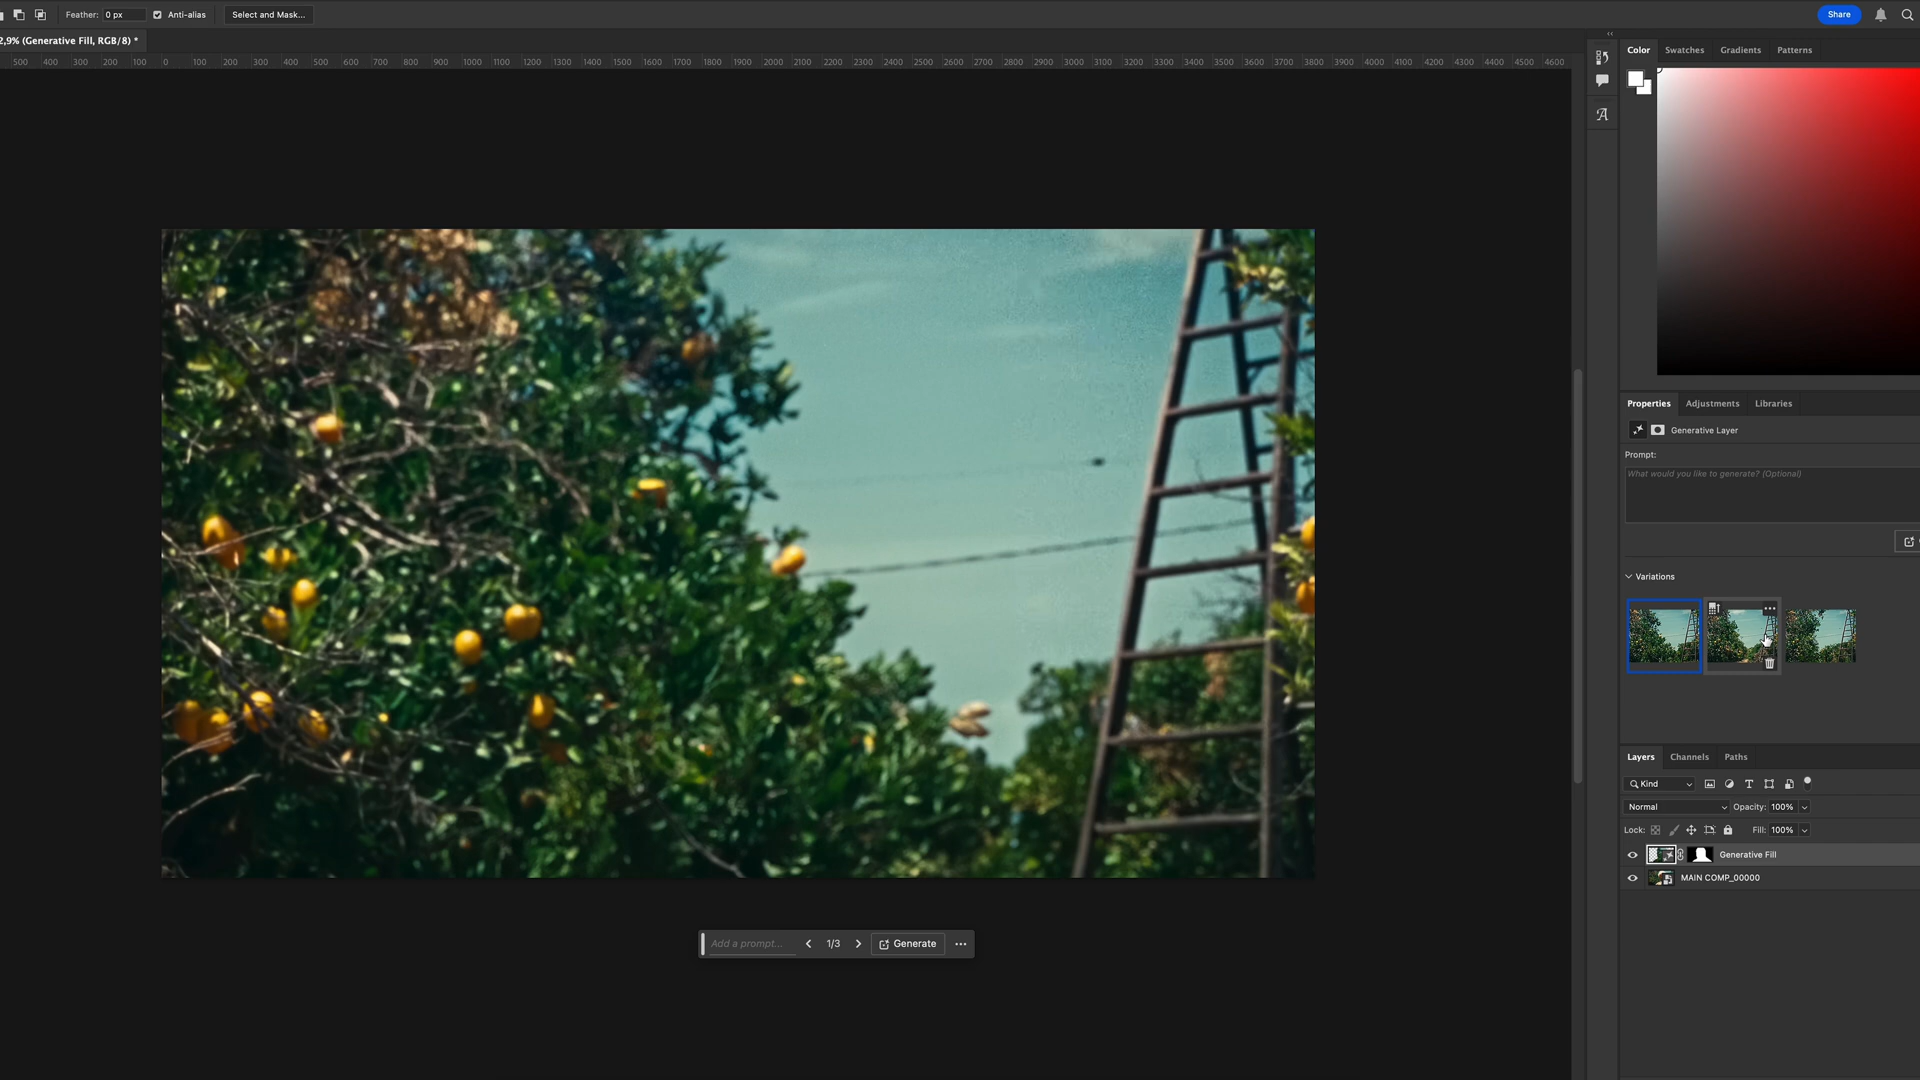 Feather: 0 px Anti-alias Select and Mask... Share
2,9% (Generative Fill, RGB/8) *
500 400 300 200 100 0 100 200 300 400 500 600 700 800 900 1000 1100 1200 1300 1400 1500 1600 1700 1800 1900 2000 2100 2200 2300 2400 2500 2600 2700 2800 2900 3000 3100 3200 3300 3400 3500 3600 3700 3800 3900 4000 4100 4200 4300 4400 4500 4600
Color Swatches Gradients Patterns
Properties Adjustments Libraries
Generative Layer
Prompt:
What would you like to generate? (Optional)
Variations
Layers Channels Paths
Kind
Normal Opacity: 100%
Lock: Fill: 100%
Generative Fill
MAIN COMP_00000
Add a prompt... 1/3 Generate